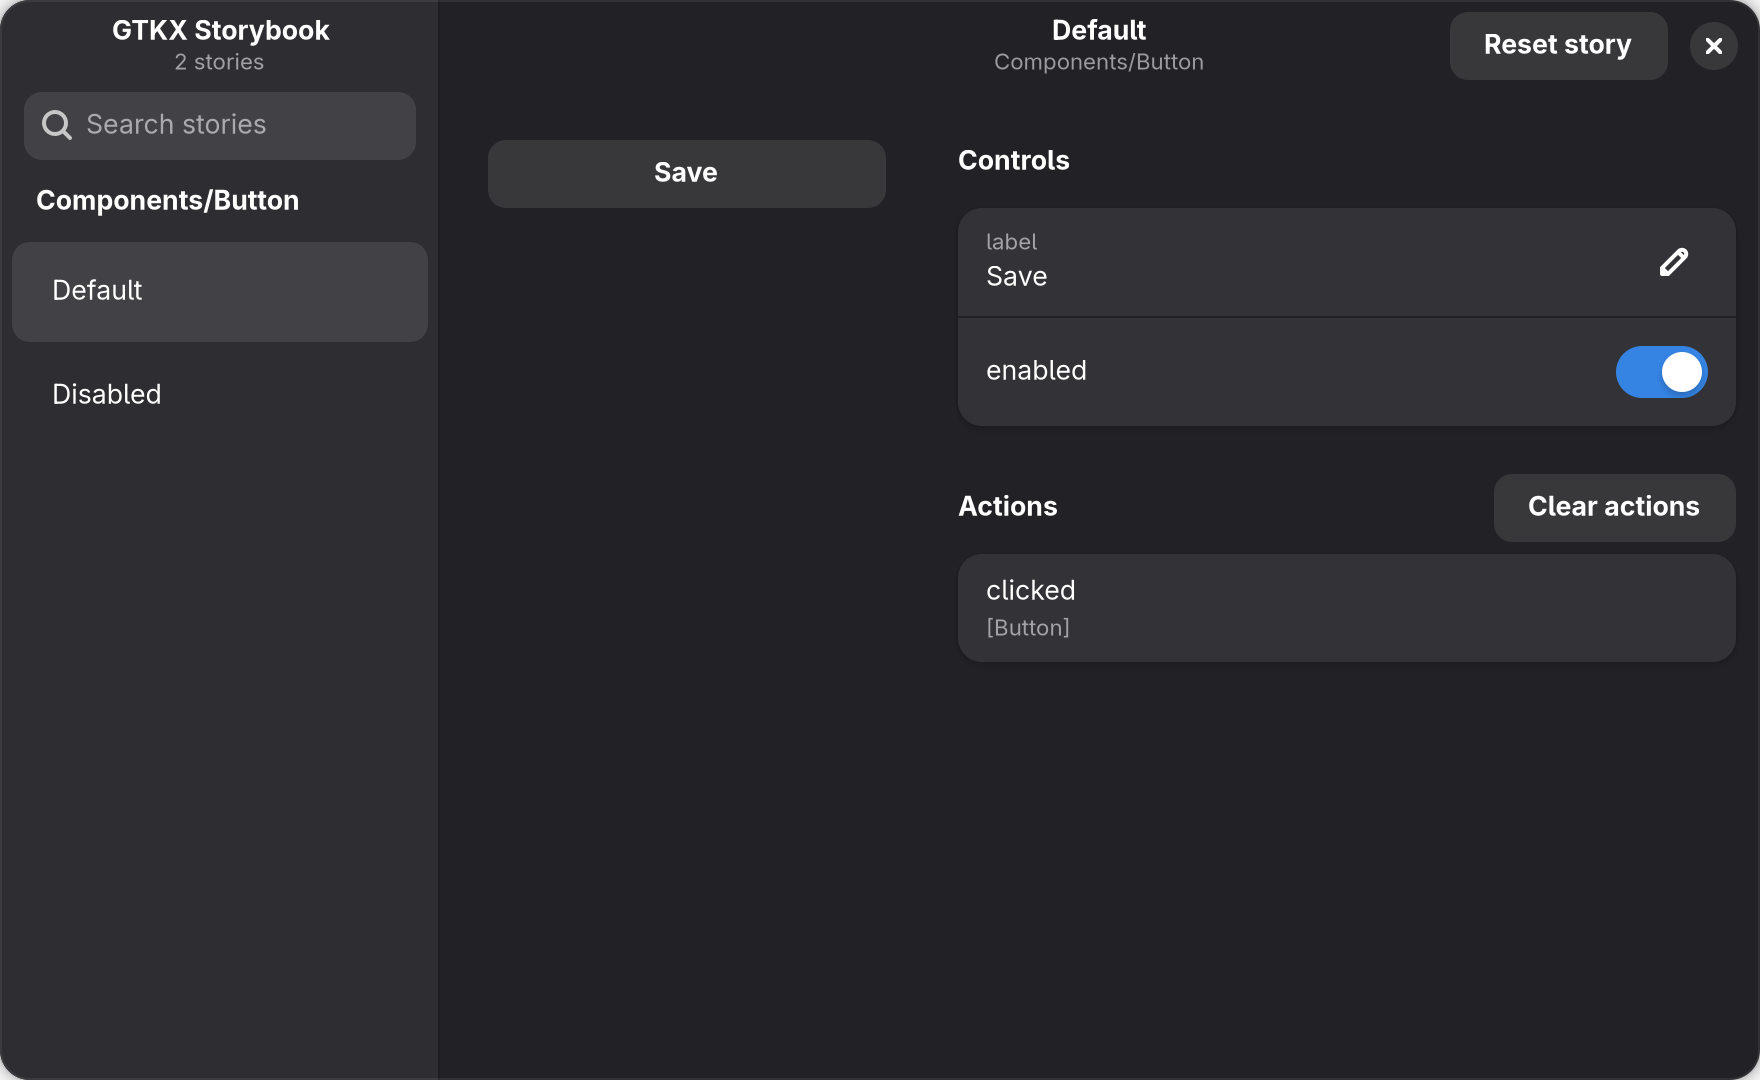 GTKX Storybook
2 stories
Search stories
Components/Button
Default
Disabled
Default
Components/Button
Reset story
Save
Controls
label
Save
enabled
Actions
Clear actions
clicked
[Button]